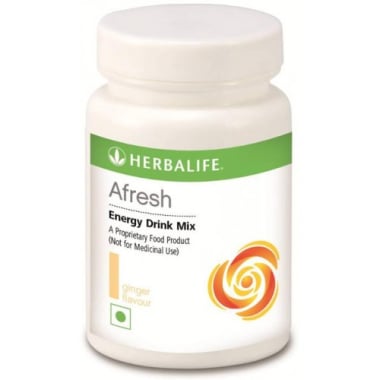 HERBALIFE.
Afresh
Energy Drink Mix
A Proprietary Food Product
(Not for Medicinal Use)
ginger
flavour